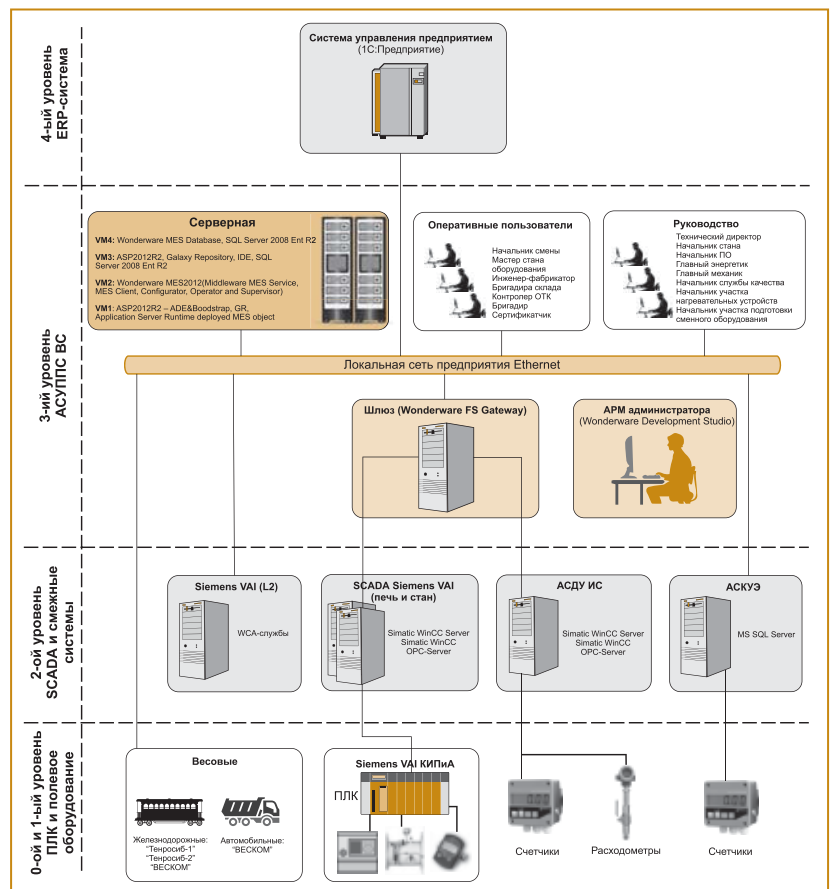 4-ый уровень
ERP-система
Система управления предприятием
(1С:Предприятие)
3-ий уровень
АСУППС ВС
Серверная
VM4: Wonderware MES Database, SQL Server 2008 Ent R2
VM3: ASP2012R2, Galaxy Repository, IDE, SQL
Server 2008 Ent R2
VM2: Wonderware MES2012(Middleware MES Service,
MES Client, Configurator, Operator and Supervisor)
VM1: ASP2012R2 – ADE&Boodstrap, GR,
Application Server Runtime deployed MES object
Оперативные пользователи
Начальник смены
Мастер стана
оборудования
Инженер-фабрикатор
Бригадира склада
Контролер ОТК
Бригадир
Сертификатчик
Руководство
Технический директор
Начальник стана
Начальник ПО
Главный энергетик
Главный механик
Начальник службы качества
Начальник участка
нагревательных устройств
Начальник участка подготовки
сменного оборудования
Локальная сеть предприятия Ethernet
Шлюз (Wonderware FS Gateway)
АРМ администратора
(Wonderware Development Studio)
2-ой уровень
SCADA и смежные
системы
Siemens VAI (L2)
WCA-службы
SCADA Siemens VAI
(печь и стан)
Simatic WinCC Server
Simatic WinCC
OPC-Server
АСДУ ИС
Simatic WinCC Server
Simatic WinCC
OPC-Server
АСКУЭ
MS SQL Server
0-ой и 1-ый уровень
ПЛК и полевое
оборудование
Весовые
Железнодорожные:
"Тенросиб-1"
"Тенросиб-2"
"ВЕСКОМ"
Автомобильные:
"ВЕСКОМ"
Siemens VAI КИПиА
ПЛК
Счетчики
Расходометры
Счетчики